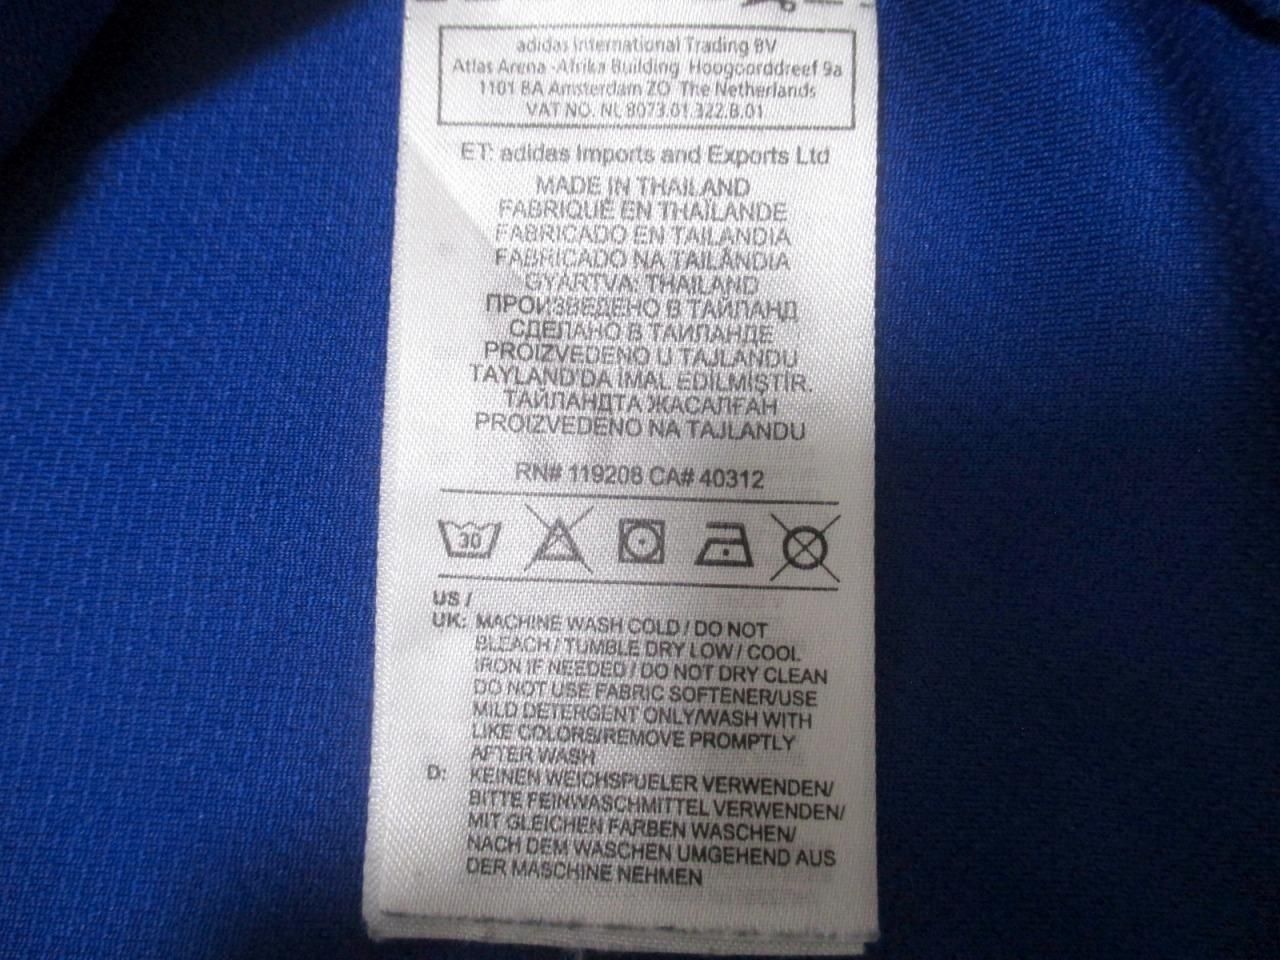 adidas International Trading BV
Atlas Arena -Afrika Building Hoogoorddreef 9a
1101 BA Amsterdam ZO The Netherlands
VAT NO. NL 8073.01.322.B.01
ET: adidas Imports and Exports Ltd
MADE IN THAILAND
FABRIQUÉ EN THAÏLANDE
FABRICADO EN TAILANDIA
FABRICADO NA TAILÂNDIA
GYÁRTVA: THAILAND
ПРОИЗВЕДЕНО В ТАЙЛАНД
СДЕЛАНО В ТАИЛАНДЕ
PROIZVEDENO U TAJLANDU
TAYLAND'DA İMAL EDİLMİŞTİR.
ТАЙЛАНДТА ЖАСАЛҒАН
PROIZVEDENO NA TAJLANDU
RN# 119208 CA# 40312
30
US /
UK: MACHINE WASH COLD / DO NOT
BLEACH / TUMBLE DRY LOW / COOL
IRON IF NEEDED / DO NOT DRY CLEAN
DO NOT USE FABRIC SOFTENER/USE
MILD DETERGENT ONLY/WASH WITH
LIKE COLORS/REMOVE PROMPTLY
AFTER WASH
D: KEINEN WEICHSPUELER VERWENDEN/
BITTE FEINWASCHMITTEL VERWENDEN/
MIT GLEICHEN FARBEN WASCHEN/
NACH DEM WASCHEN UMGEHEND AUS
DER MASCHINE NEHMEN